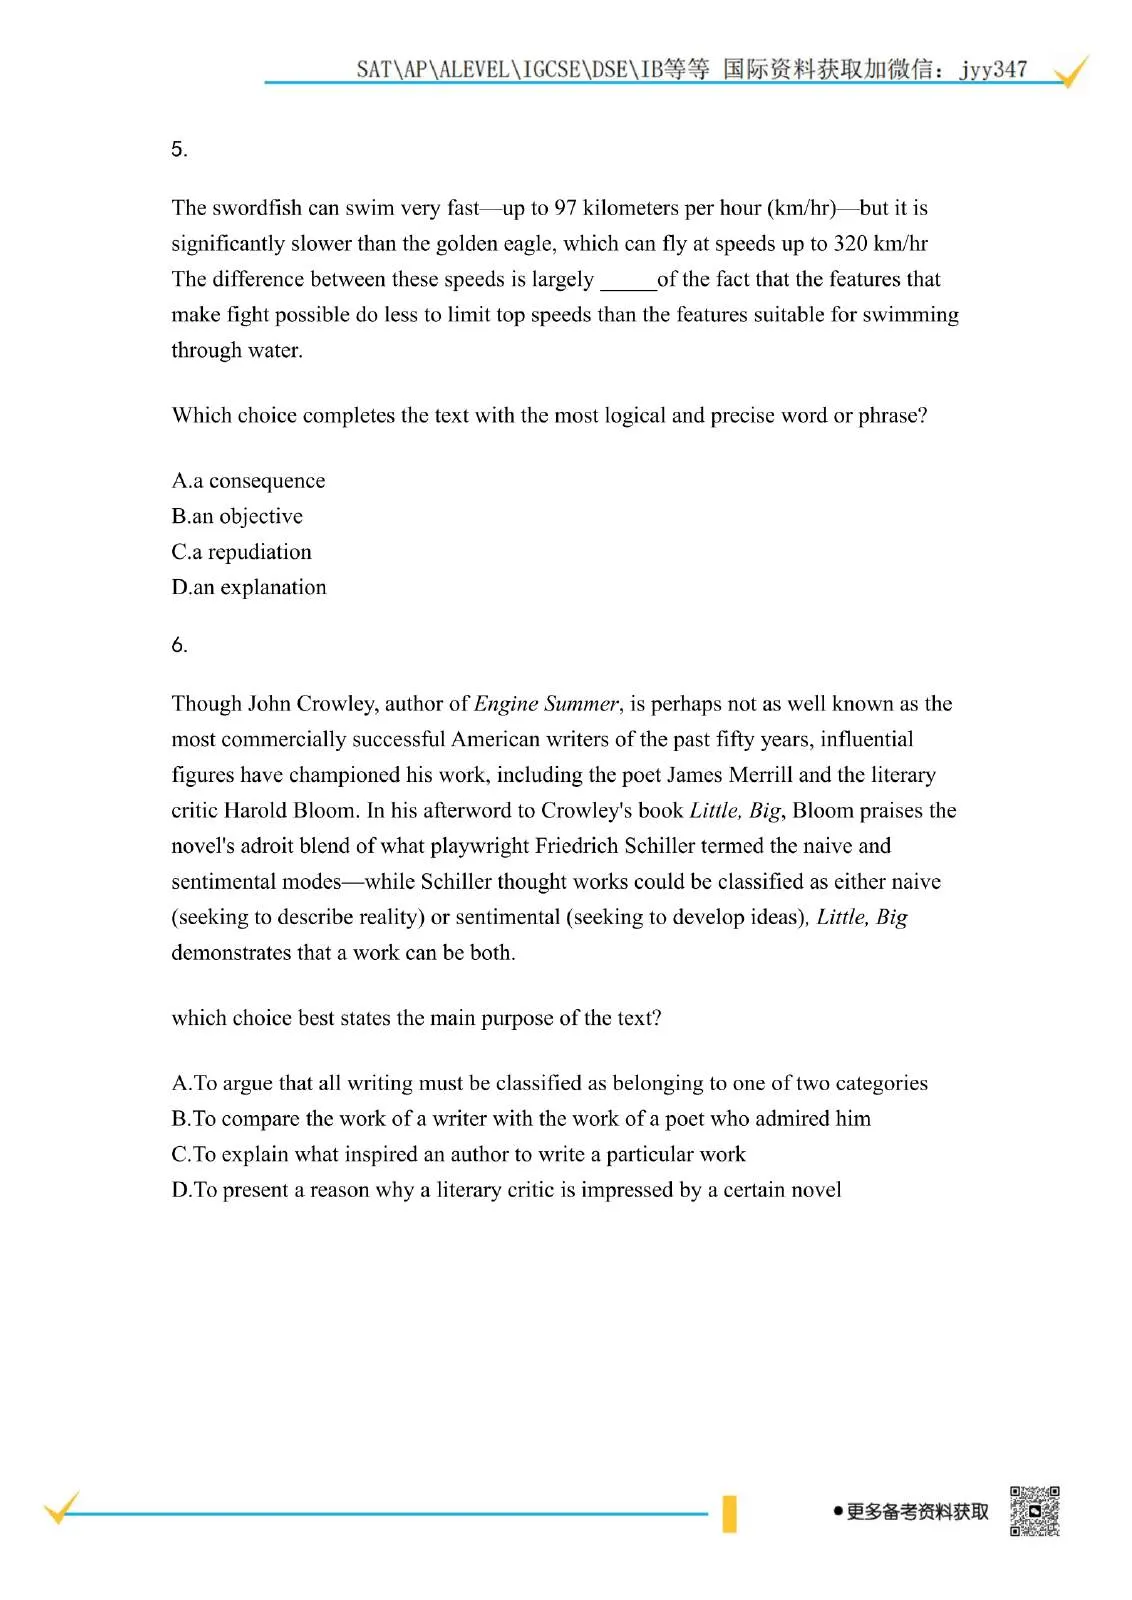 SAT\AP\ALEVEL\IGCSE\DSE\IB等等 国际资料获取加微信：jyy347
5.
The swordfish can swim very fast—up to 97 kilometers per hour (km/hr)—but it is
significantly slower than the golden eagle, which can fly at speeds up to 320 km/hr
The difference between these speeds is largely _____of the fact that the features that
make fight possible do less to limit top speeds than the features suitable for swimming
through water.
Which choice completes the text with the most logical and precise word or phrase?
A.a consequence
B.an objective
C.a repudiation
D.an explanation
6.
Though John Crowley, author of Engine Summer, is perhaps not as well known as the
most commercially successful American writers of the past fifty years, influential
figures have championed his work, including the poet James Merrill and the literary
critic Harold Bloom. In his afterword to Crowley's book Little, Big, Bloom praises the
novel's adroit blend of what playwright Friedrich Schiller termed the naive and
sentimental modes—while Schiller thought works could be classified as either naive
(seeking to describe reality) or sentimental (seeking to develop ideas), Little, Big
demonstrates that a work can be both.
which choice best states the main purpose of the text?
A.To argue that all writing must be classified as belonging to one of two categories
B.To compare the work of a writer with the work of a poet who admired him
C.To explain what inspired an author to write a particular work
D.To present a reason why a literary critic is impressed by a certain novel
●更多备考资料获取